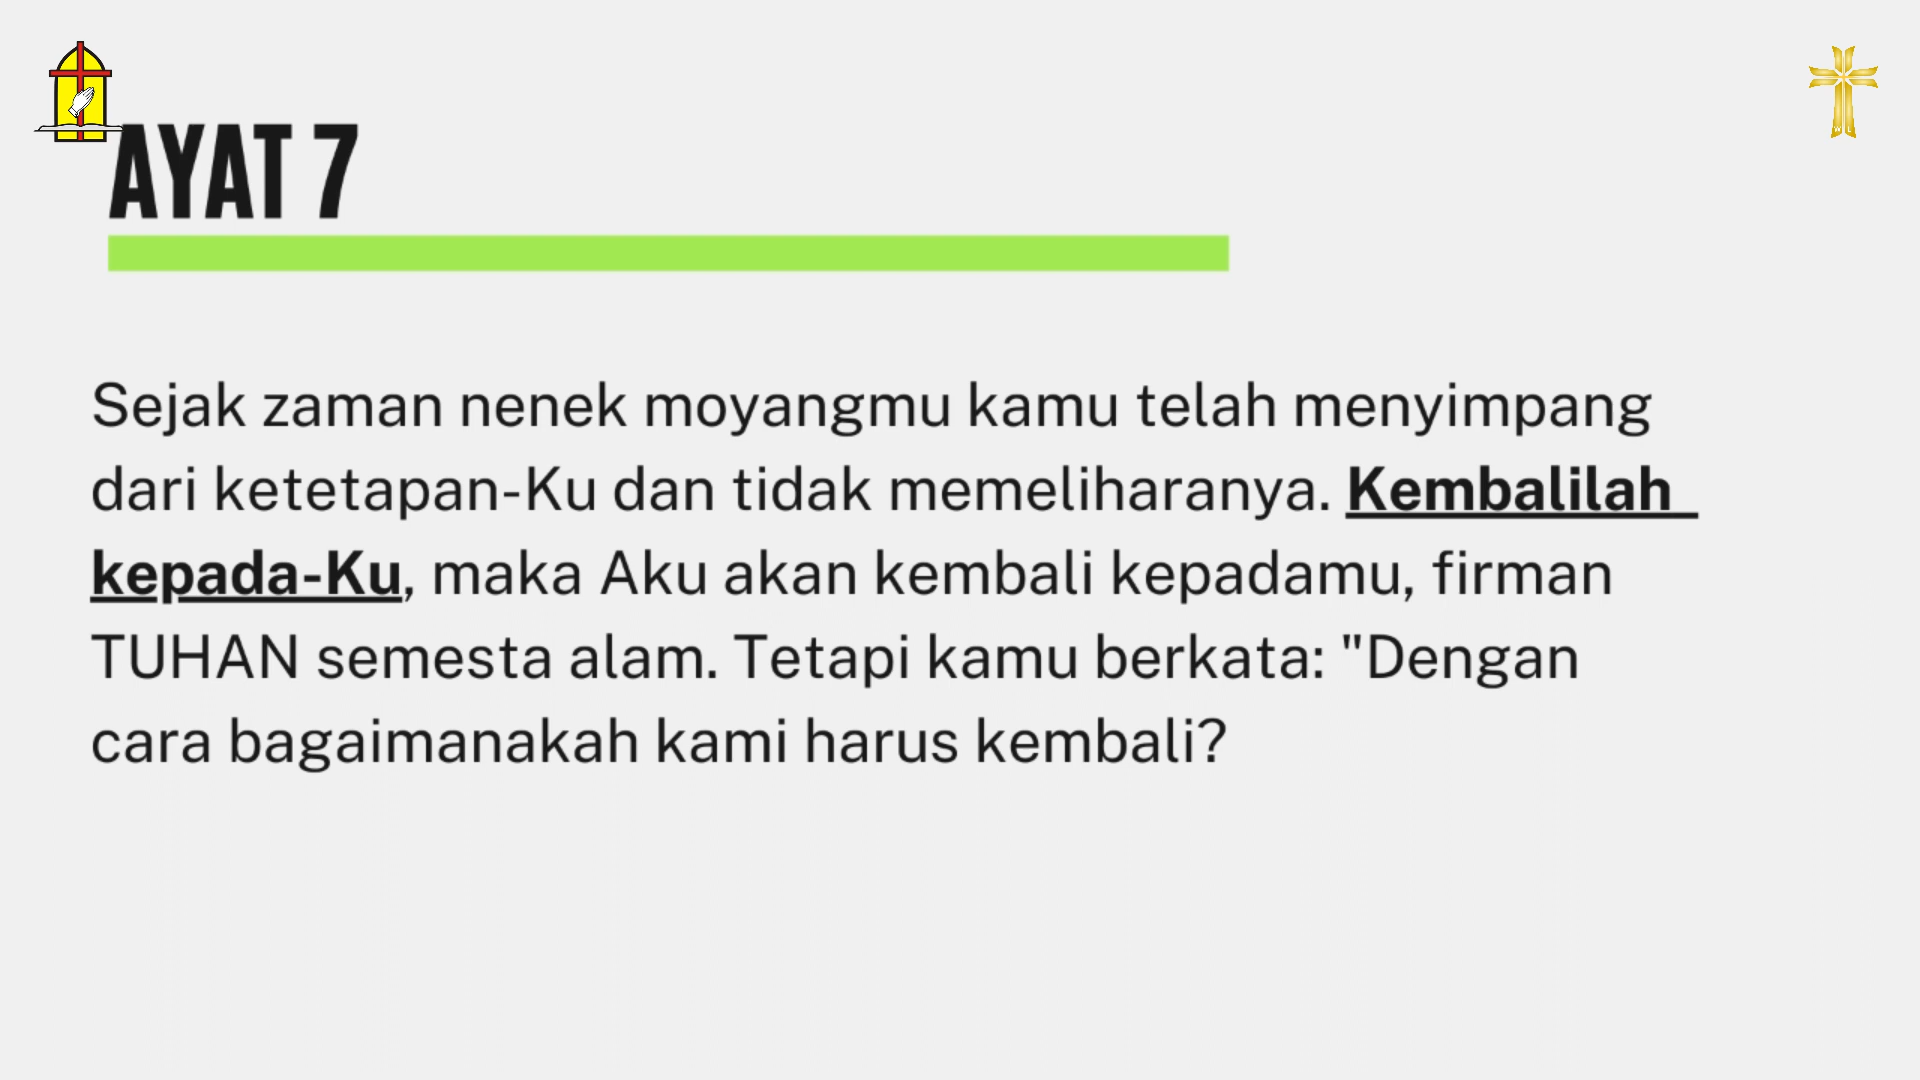 AYAT 7
Sejak zaman nenek moyangmu kamu telah menyimpang
dari ketetapan-Ku dan tidak memeliharanya. Kembalilah
kepada-Ku, maka Aku akan kembali kepadamu, firman
TUHAN semesta alam. Tetapi kamu berkata: "Dengan
cara bagaimanakah kami harus kembali?